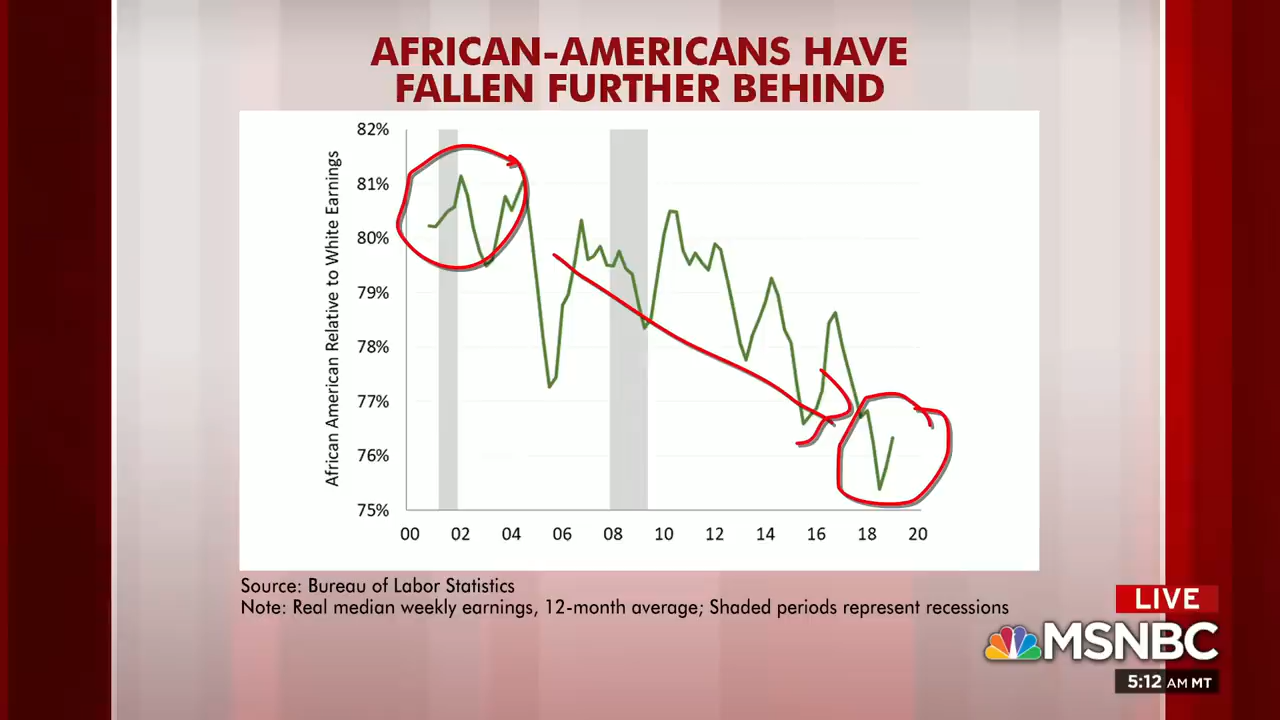 AFRICAN-AMERICANS HAVE
FALLEN FURTHER BEHIND
African American Relative to White Earnings
82%
81%
80%
79%
78%
77%
76%
75%
00 02 04 06 08 10 12 14 16 18 20
Source: Bureau of Labor Statistics
Note: Real median weekly earnings, 12-month average; Shaded periods represent recessions
LIVE
MSNBC
5:12 AM MT